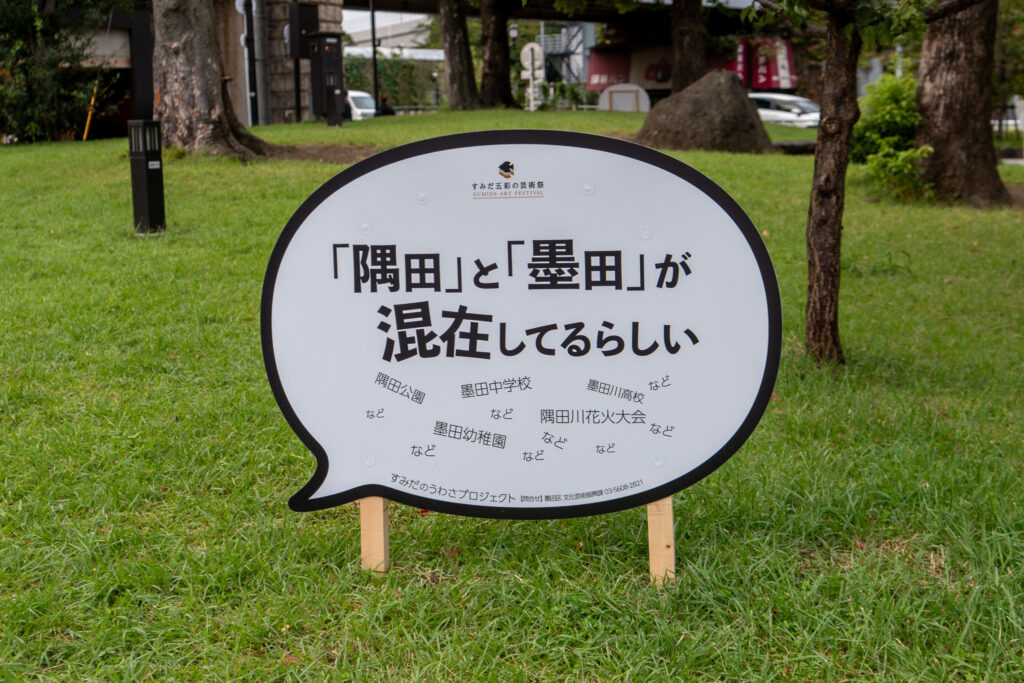 すみだ五彩の芸術祭
SUMIDA ART FESTIVAL
「隅田」と「墨田」が
混在してるらしい
隅田公園 墨田中学校 墨田川高校 など
など など 隅田川花火大会 など
墨田幼稚園 など
など など など
すみだのうわさプロジェクト 【問合せ】墨田区 文化芸術振興課 03-5608-2821